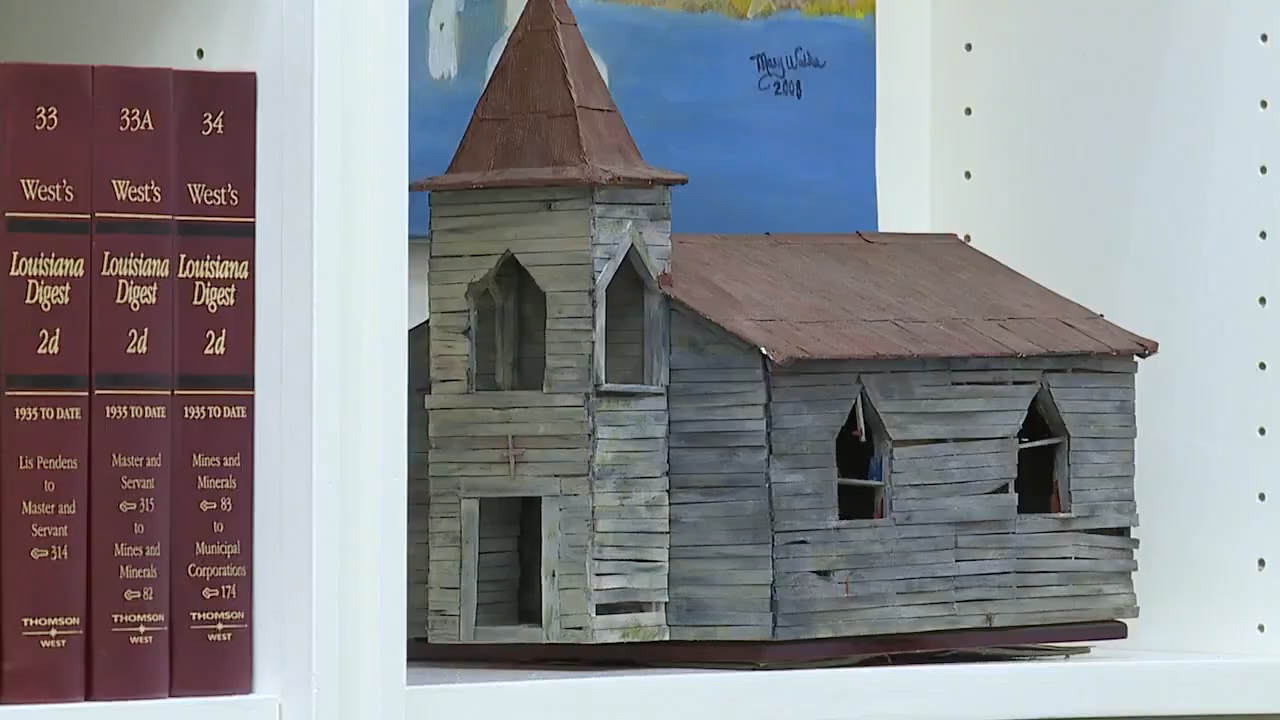 33
West's
Louisiana
Digest
2d
1935 TO DATE
Lis Pendens
to
Master and
Servant
314
THOMSON
WEST
33A
West's
Louisiana
Digest
2d
1935 TO DATE
Master and
Servant
315
to
Mines and
Minerals
82
THOMSON
WEST
34
West's
Louisiana
Digest
2d
1935 TO DATE
Mines and
Minerals
83
to
Municipal
Corporations
174
THOMSON
WEST
Mary
2008